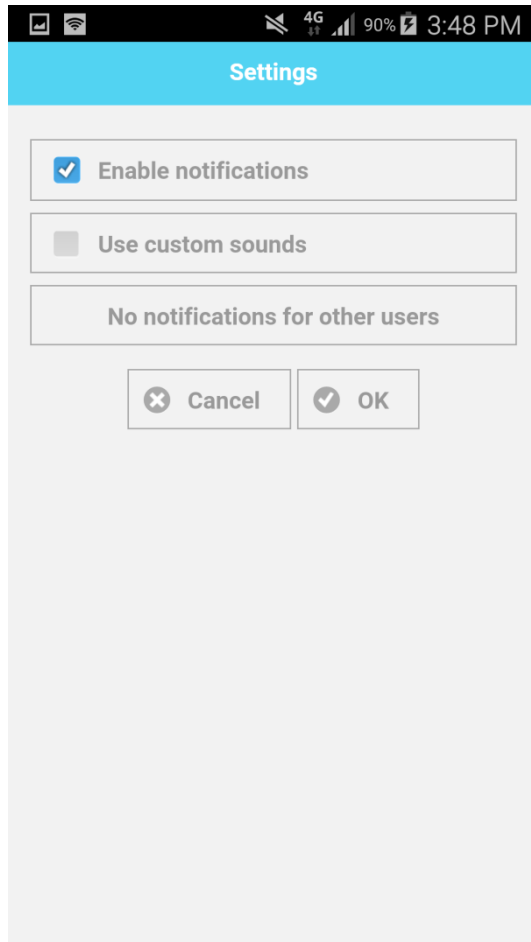 4G 90% 3:48 PM
Settings
Enable notifications
Use custom sounds
No notifications for other users
Cancel OK